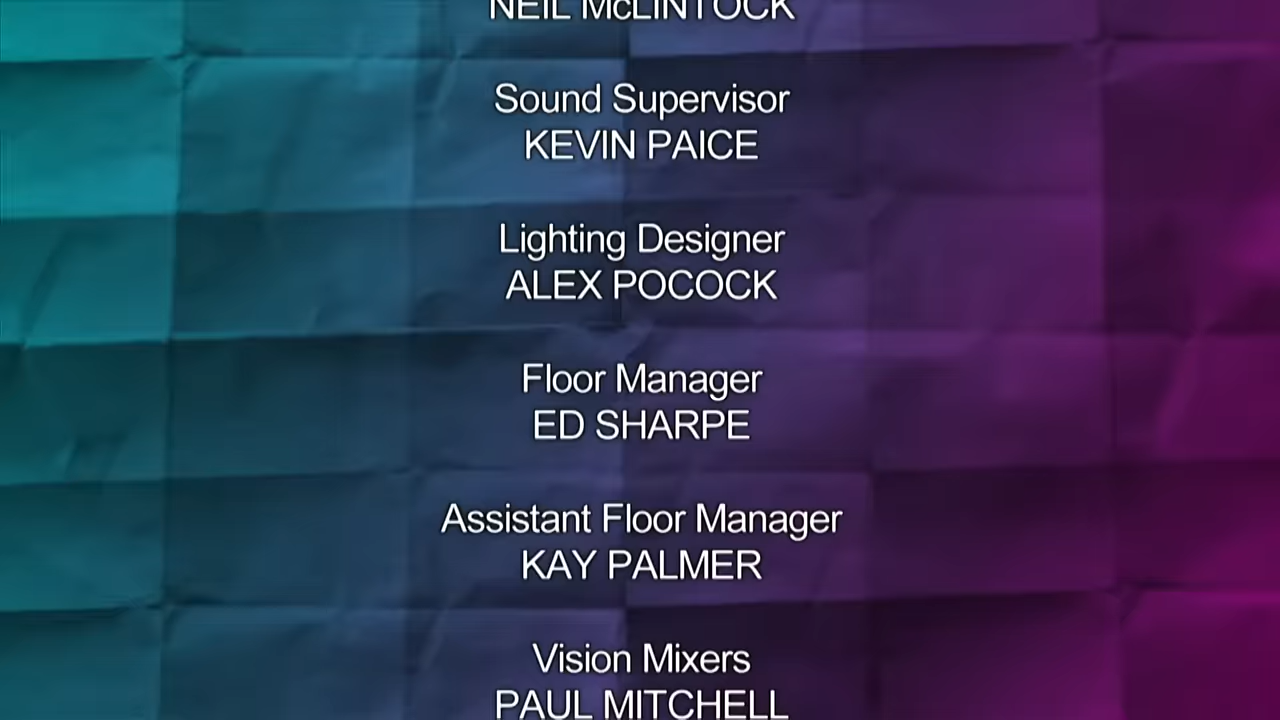 NEIL McLINTOCK
Sound Supervisor
KEVIN PAICE
Lighting Designer
ALEX POCOCK
Floor Manager
ED SHARPE
Assistant Floor Manager
KAY PALMER
Vision Mixers
PAUL MITCHELL